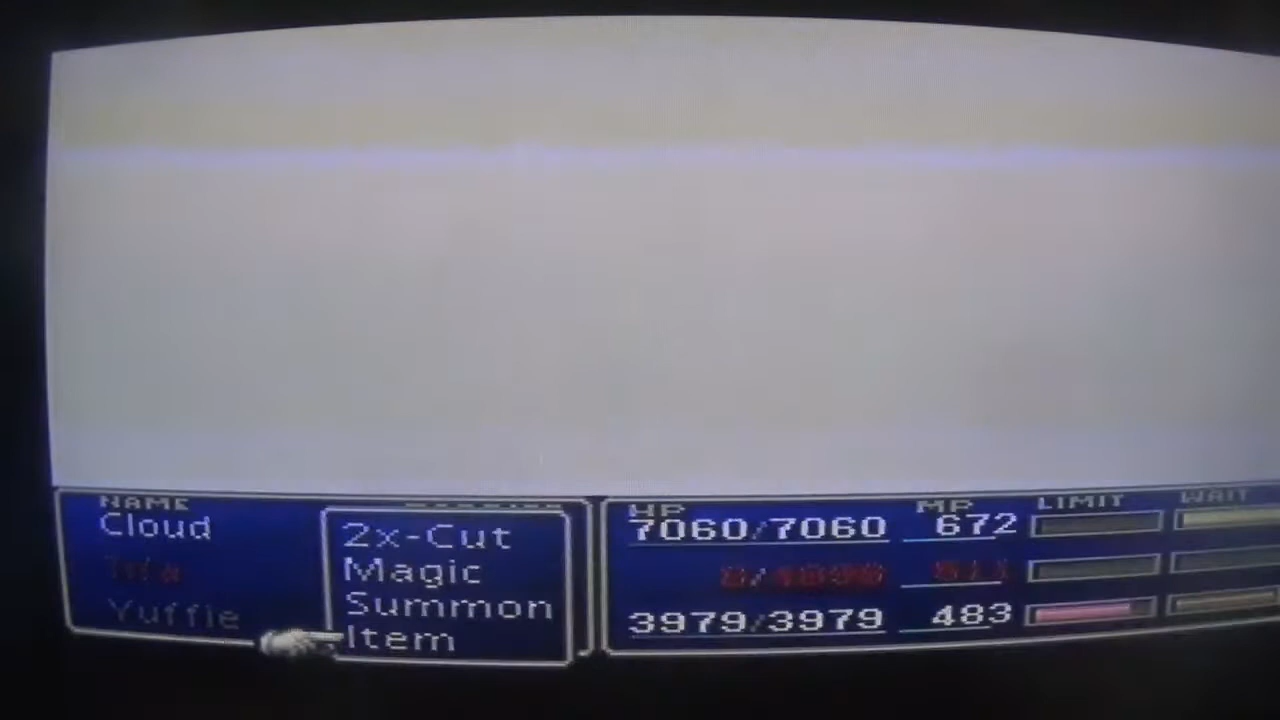 NAME
Cloud
Tifa
Yuffie
2x-Cut
Magic
Summon
Item
HP MP LIMIT WAIT
7060/7060 672
3979/3979 483